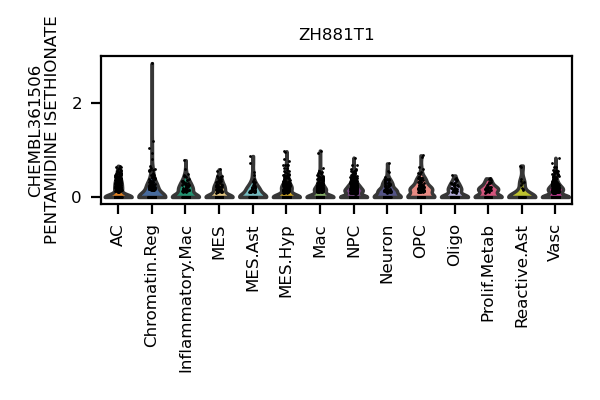 ZH881T1
CHEMBL361506
PENTAMIDINE ISETHIONATE
2
0
AC
Chromatin.Reg
Inflammatory.Mac
MES
MES.Ast
MES.Hyp
Mac
NPC
Neuron
OPC
Oligo
Prolif.Metab
Reactive.Ast
Vasc